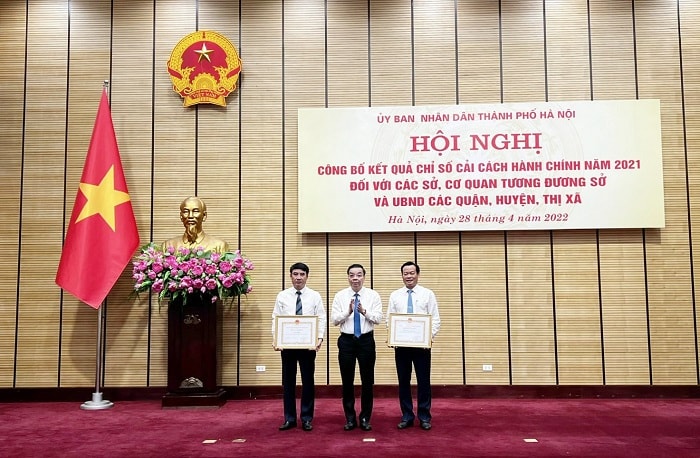 ỦY BAN NHÂN DÂN THÀNH PHỐ HÀ NỘI
HỘI NGHỊ
CÔNG BỐ KẾT QUẢ CHỈ SỐ CẢI CÁCH HÀNH CHÍNH NĂM 2021
ĐỐI VỚI CÁC SỞ, CƠ QUAN TƯƠNG ĐƯƠNG SỞ
VÀ UBND CÁC QUẬN, HUYỆN, THỊ XÃ
Hà Nội, ngày 28 tháng 4 năm 2022